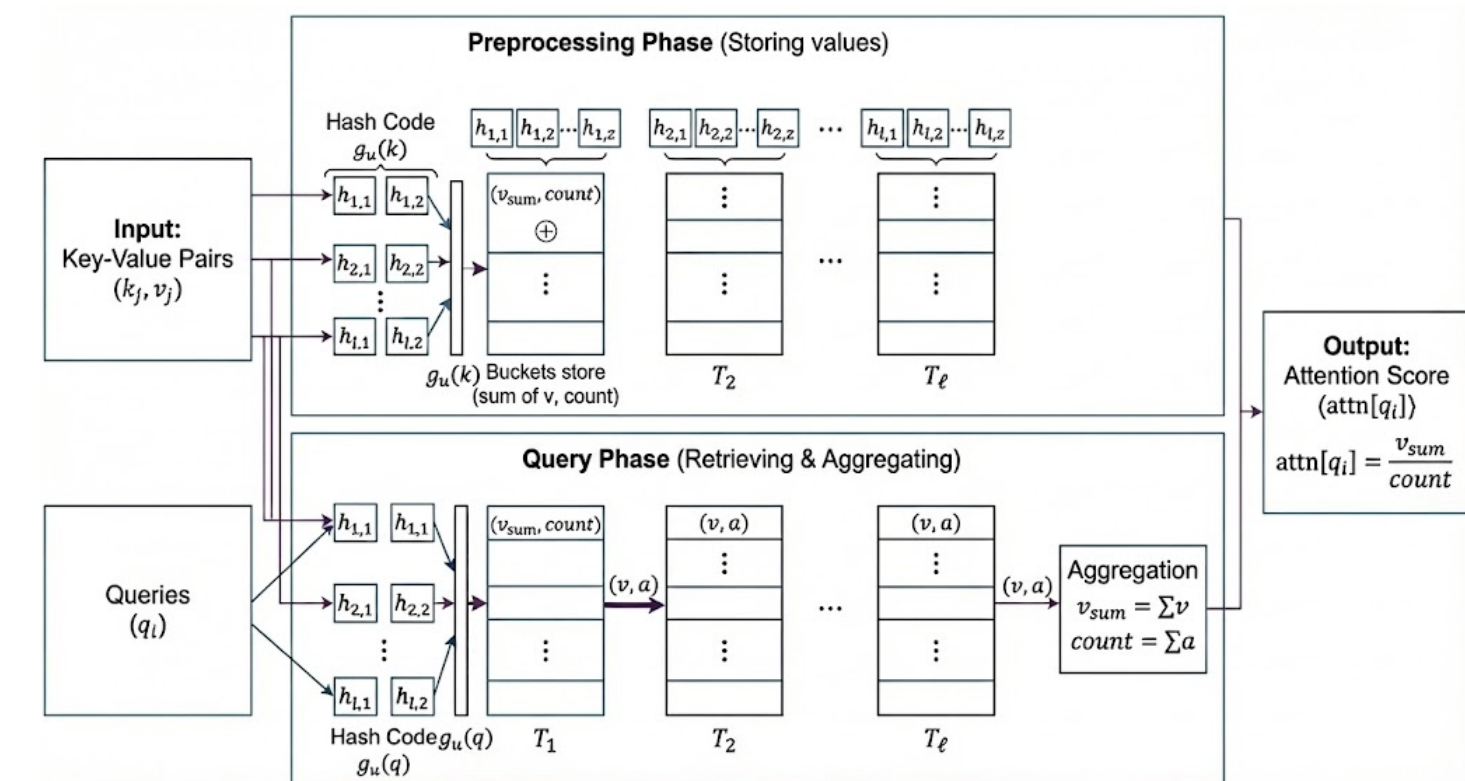 Preprocessing Phase (Storing values)
Hash Code
g_u(k)
h_{1,1} h_{1,2} ... h_{1,z}
h_{2,1} h_{2,2} ... h_{2,z}
...
h_{l,1} h_{l,2} ... h_{l,z}
Input:
Key-Value Pairs
(k_j, v_j)
h_{1,1} h_{1,2}
h_{2,1} h_{2,2}
⋮
h_{l,1} h_{l,2}
g_u(k)
(v_sum, count)
⊕
⋮
Buckets store
(sum of v, count)
⋮
⋮
T_2
...
⋮
⋮
T_ℓ
Query Phase (Retrieving & Aggregating)
Queries
(q_i)
h_{1,1} h_{1,1}
h_{2,1} h_{2,2}
⋮
h_{l,1} h_{l,2}
Hash Code g_u(q)
g_u(q)
(v_sum, count)
⋮
T_1
(v, a)
(v, a)
⋮
⋮
T_2
...
(v, a)
⋮
⋮
T_ℓ
(v, a)
Aggregation
v_sum = ∑v
count = ∑a
Output:
Attention Score
(attn[q_i])
attn[q_i] = v_sum / count